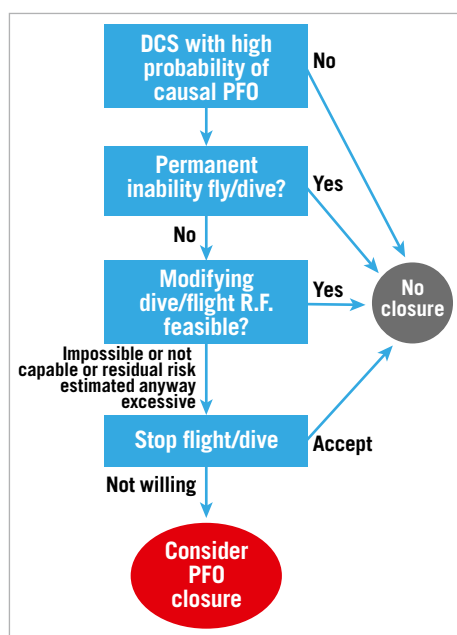 DCS with high
probability of
causal PFO
No
Permanent
inability fly/dive?
Yes
No
Modifying
dive/flight R.F.
feasible?
Yes
No
closure
Impossible or not
capable or residual risk
estimated anyway
excessive
Stop flight/dive
Accept
Not willing
Consider
PFO
closure